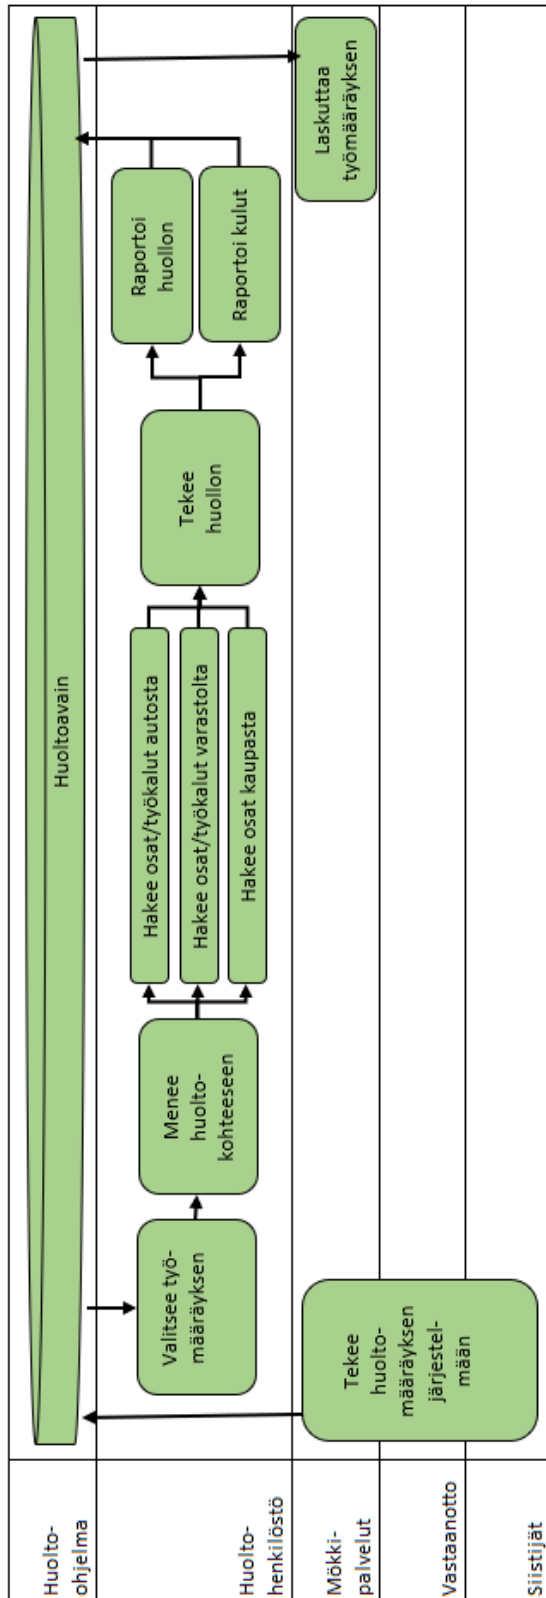 Huolto-
ohjelma
Huoltoavain
Huolto-
henkilöstö
Valitsee työ-
määräyksen
Menee
huolto-
kohteeseen
Hakee osat/työkalut autosta
Hakee osat/työkalut varastolta
Hakee osat kaupasta
Tekee
huollon
Raportoi
huollon
Raportoi kulut
Mökki-
palvelut
Tekee
huolto-
määräyksen
järjestel-
mään
Laskuttaa
työmääräyksen
Vastaanotto
Siistijät